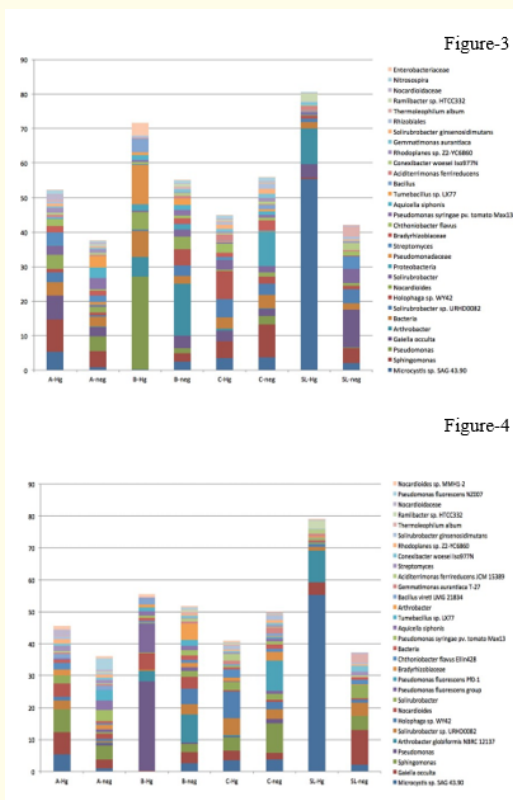 Figure-3
90
80
70
60
50
40
30
20
10
0
A-Hg
A-neg
B-Hg
B-neg
C-Hg
C-neg
SL-Hg
SL-neg
Enterobacteriaceae
Nitrosospira
Nocardioidaceae
Ramlibacter sp. HTCC332
Thermoleophilum album
Rhizobiales
Solirubrobacter ginsenosidimutans
Gemmatimonas aurantiaca
Rhodoplanes sp. Z2-YC6860
Conexibacter woesei Iso977N
Aciditerrimonas ferrireducens
Bacillus
Tumebacillus sp. LX77
Aquicella siphonis
Pseudomonas syringae pv. tomato Max13
Chthoniobacter flavus
Bradyrhizobiaceae
Streptomyces
Pseudomonadaceae
Proteobacteria
Solirubrobacter
Nocardioides
Holophaga sp. WY42
Solirubrobacter sp. URHD0082
Bacteria
Arthrobacter
Gaiella occulta
Pseudomonas
Sphingomonas
Microcystis sp. SAG 43.90
Figure-4
90
80
70
60
50
40
30
20
10
0
A-Hg
A-neg
B-Hg
B-neg
C-Hg
C-neg
SL-Hg
SL-neg
Nocardioides sp. MMH1-2
Pseudomonas fluorescens NZ007
Nocardioidaceae
Ramlibacter sp. HTCC332
Thermoleophilum album
Solirubrobacter ginsenosidimutans
Rhodoplanes sp. Z2-YC6860
Conexibacter woesei Iso977N
Streptomyces
Aciditerrimonas ferrireducens JCM 15389
Gemmatimonas aurantiaca T-27
Bacillus vireti LMG 21834
Arthrobacter
Tumebacillus sp. LX77
Aquicella siphonis
Pseudomonas syringae pv. tomato Max13
Bacteria
Chthoniobacter flavus Ellin428
Bradyrhizobiaceae
Pseudomonas fluorescens Pf0-1
Pseudomonas fluorescens group
Solirubrobacter
Nocardioides
Holophaga sp. WY42
Solirubrobacter sp. URHD0082
Arthrobacter globiformis NBRC 12137
Pseudomonas
Sphingomonas
Gaiella occulta
Microcystis sp. SAG 43.90